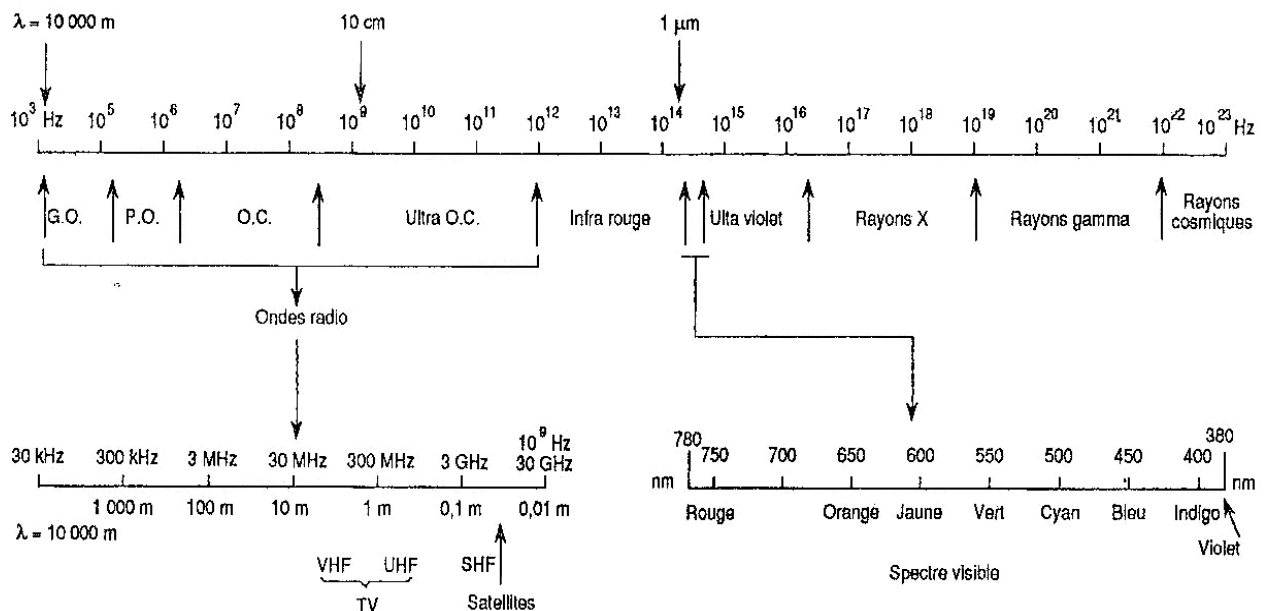 λ = 10 000 m 10 cm 1 µm
10³ Hz 10⁵ 10⁶ 10⁷ 10⁸ 10⁹ 10¹⁰ 10¹¹ 10¹² 10¹³ 10¹⁴ 10¹⁵ 10¹⁶ 10¹⁷ 10¹⁸ 10¹⁹ 10²⁰ 10²¹ 10²² 10²³ Hz
G.O. P.O. O.C. Ultra O.C. Infra rouge Ulta violet Rayons X Rayons gamma Rayons
cosmiques
Ondes radio
10⁹ Hz
30 kHz 300 kHz 3 MHz 30 MHz 300 MHz 3 GHz 30 GHz
1 000 m 100 m 10 m 1 m 0,1 m 0,01 m
λ = 10 000 m
VHF UHF SHF
TV Satellites
780 380
750 700 650 600 550 500 450 400
nm nm
Rouge Orange Jaune Vert Cyan Bleu Indigo
Violet
Spectre visible